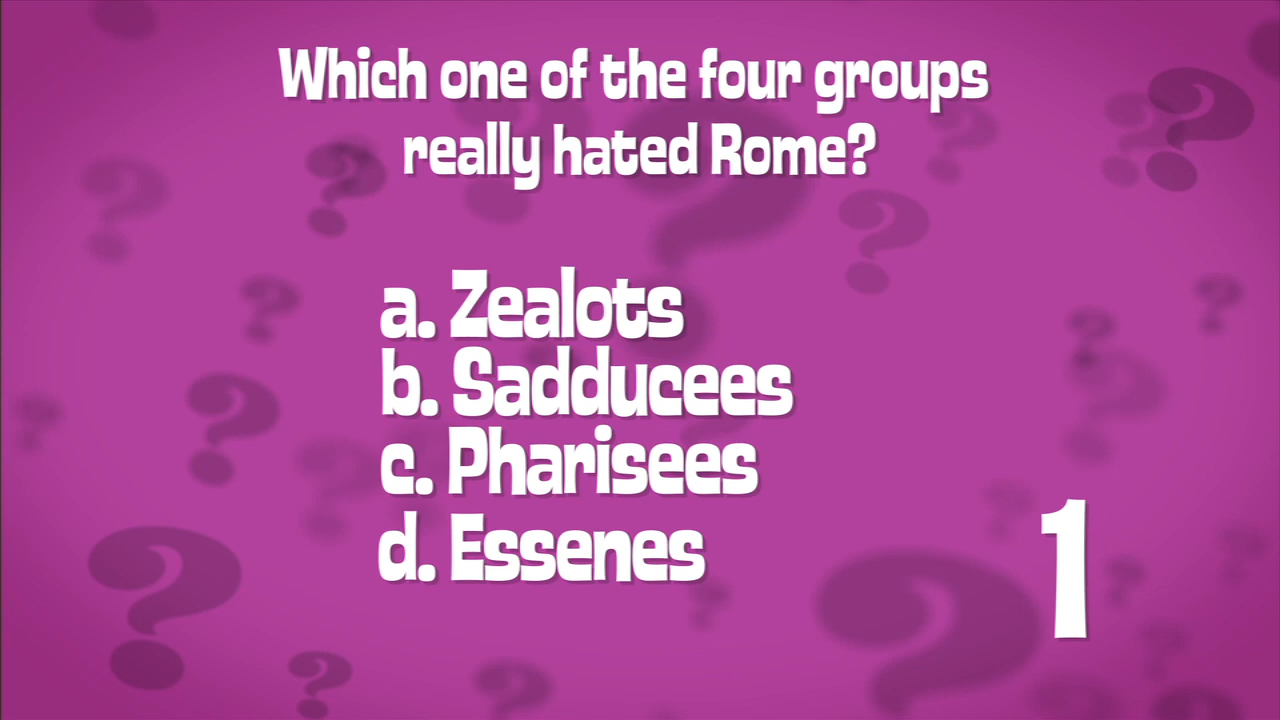 Which one of the four groups
really hated Rome?
a. Zealots
b. Sadducees
c. Pharisees
d. Essenes
1